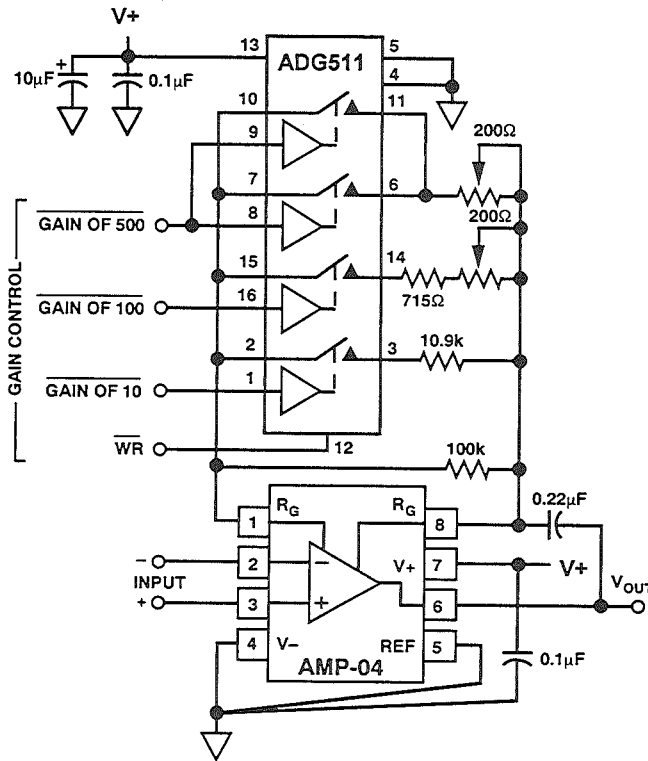 V+
13
ADG511
5
10μF
+
0.1μF
4
10
11
9
200Ω
7
6
GAIN OF 500
8
200Ω
15
14
GAIN CONTROL
GAIN OF 100
16
715Ω
2
3
10.9k
GAIN OF 10
1
WR
12
100k
RG
RG
0.22μF
1
8
–
2
–
V+
7
V+
INPUT
VOUT
+
3
+
6
4
V–
REF
5
0.1μF
AMP-04